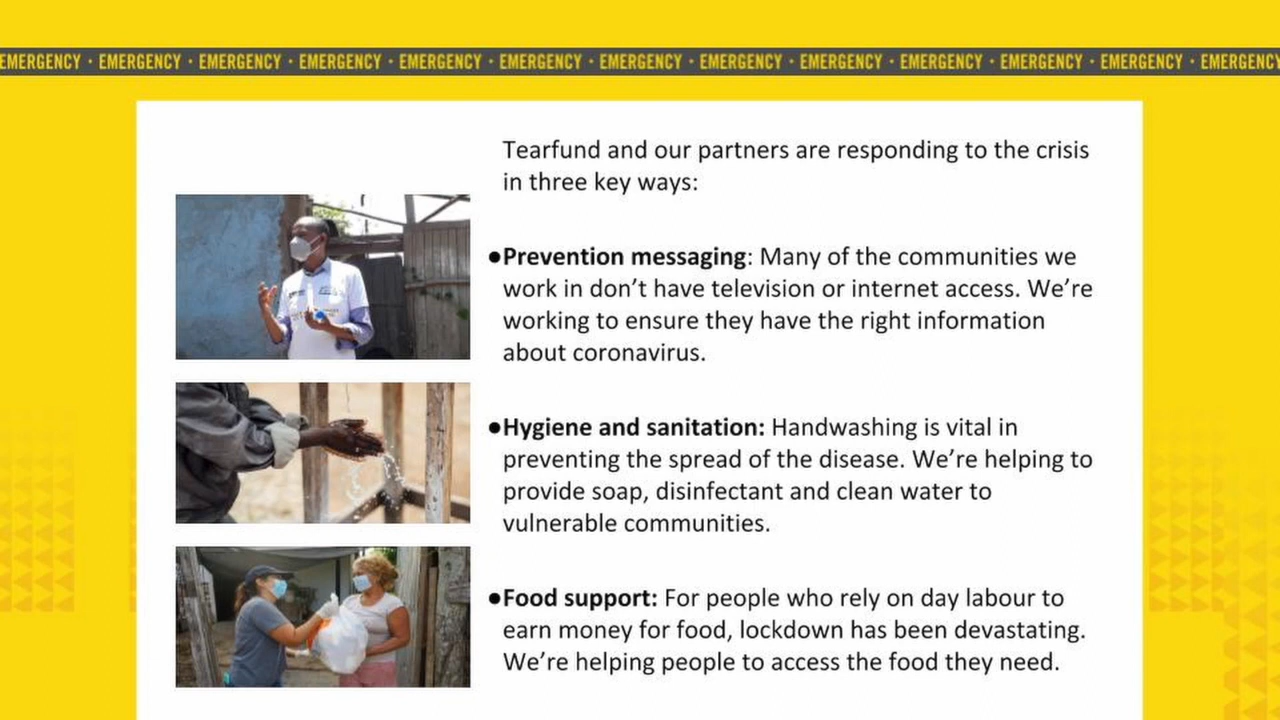 EMERGENCY · EMERGENCY · EMERGENCY · EMERGENCY · EMERGENCY · EMERGENCY · EMERGENCY · EMERGENCY · EMERGENCY · EMERGENCY · EMERGENCY · EMERGENCY · EMERGENCY
Tearfund and our partners are responding to the crisis
in three key ways:
●Prevention messaging: Many of the communities we
work in don’t have television or internet access. We’re
working to ensure they have the right information
about coronavirus.
●Hygiene and sanitation: Handwashing is vital in
preventing the spread of the disease. We’re helping to
provide soap, disinfectant and clean water to
vulnerable communities.
●Food support: For people who rely on day labour to
earn money for food, lockdown has been devastating.
We’re helping people to access the food they need.